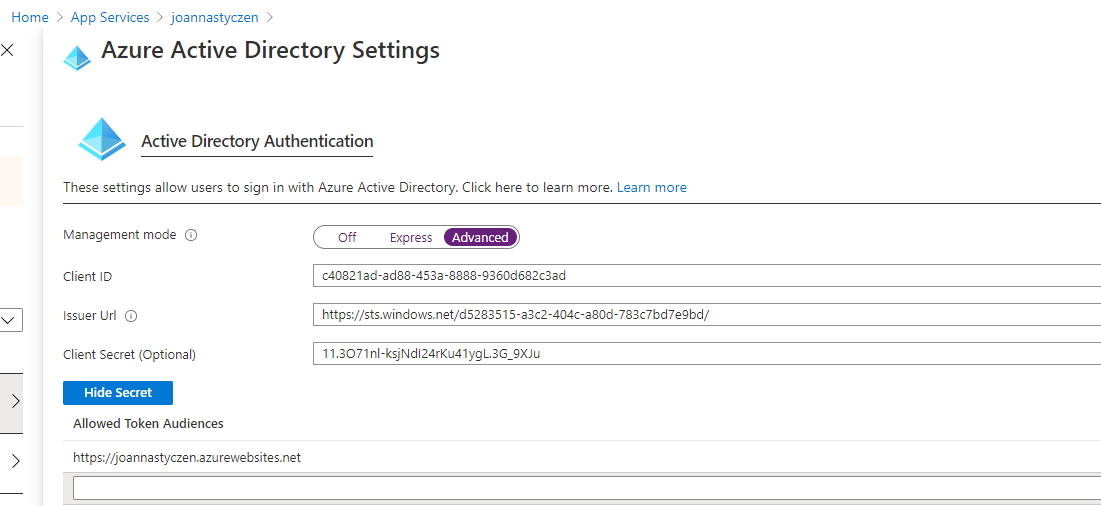 Home > App Services > joannastyczen >
Azure Active Directory Settings
Active Directory Authentication
These settings allow users to sign in with Azure Active Directory. Click here to learn more. Learn more
Management mode Off Express Advanced
Client ID c40821ad-ad88-453a-8888-9360d682c3ad
Issuer Url https://sts.windows.net/d5283515-a3c2-404c-a80d-783c7bd7e9bd/
Client Secret (Optional) 11.3O71nl-ksjNdI24rKu41ygL.3G_9XJu
Hide Secret
Allowed Token Audiences
https://joannastyczen.azurewebsites.net